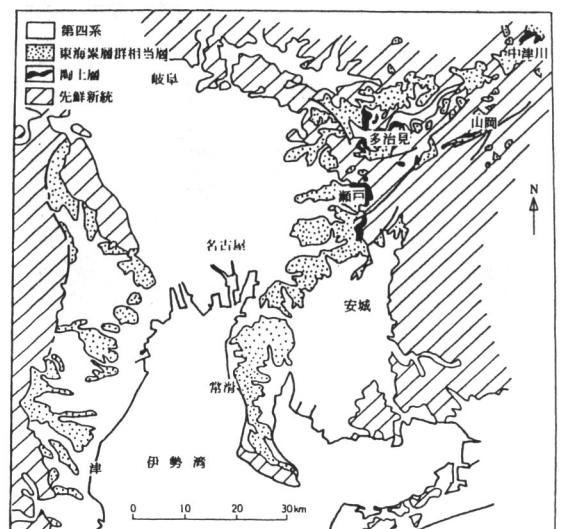 第四系
東海累層群相当層
陶土層
先鮮新統
岐阜
中津川
多治見
山岡
瀬戸
N
名古屋
安城
常滑
津
伊勢湾
0 10 20 30km